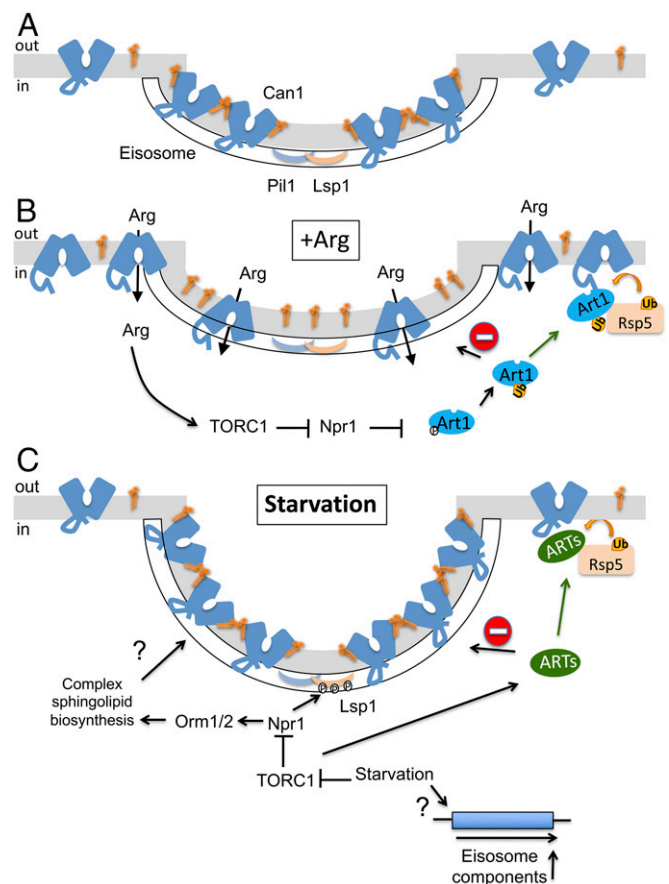 A
out
in
Can1
Eisosome
Pil1 Lsp1
B
Arg
+Arg
Arg
out
in
Arg
Arg
Art1
Ub
Ub
Rsp5
Arg
Art1
Ub
TORC1
Npr1
Art1
P
C
out
in
Starvation
Ub
ARTs
Rsp5
?
ARTs
P P P
Lsp1
Complex
sphingolipid
biosynthesis
Orm1/2
Npr1
TORC1
Starvation
?
Eisosome
components